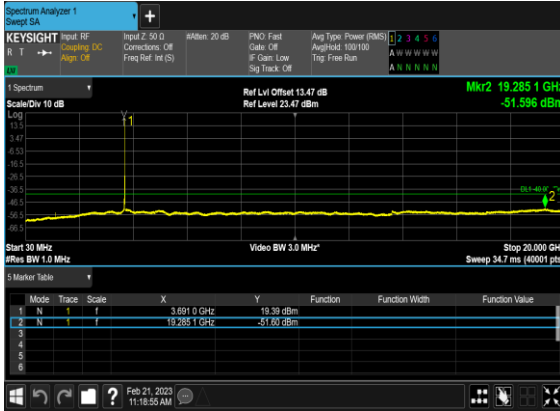 Spectrum Analyzer 1
Swept SA
+
KEYSIGHT
R T
Input: RF
Coupling: DC
Align: Off
Input Z: 50 Ω
Corrections: Off
Freq Ref: Int (S)
#Atten: 20 dB
PNO: Fast
Gate: Off
IF Gain: Low
Sig Track: Off
Avg Type: Power (RMS)
Avg|Hold: 100/100
Trig: Free Run
1 2 3 4 5 6
A W W W W W
A N N N N N
1 Spectrum
Scale/Div 10 dB
Ref Lvl Offset 13.47 dB
Ref Level 23.47 dBm
Mkr2 19.285 1 GHz
-51.596 dBm
Log
13.5
3.47
-6.53
-16.5
-26.5
-36.5
-46.5
-56.5
-66.5
1
2
Start 30 MHz
#Res BW 1.0 MHz
Video BW 3.0 MHz*
Stop 20.000 GH
Sweep 34.7 ms (40001 pts
5 Marker Table
Mode Trace Scale X Y Function Function Width Function Value
1 N 1 f 3.691 0 GHz 19.39 dBm
2 N 1 f 19.285 1 GHz -51.60 dBm
3
4
5
6
?
Feb 21, 2023
11:18:55 AM